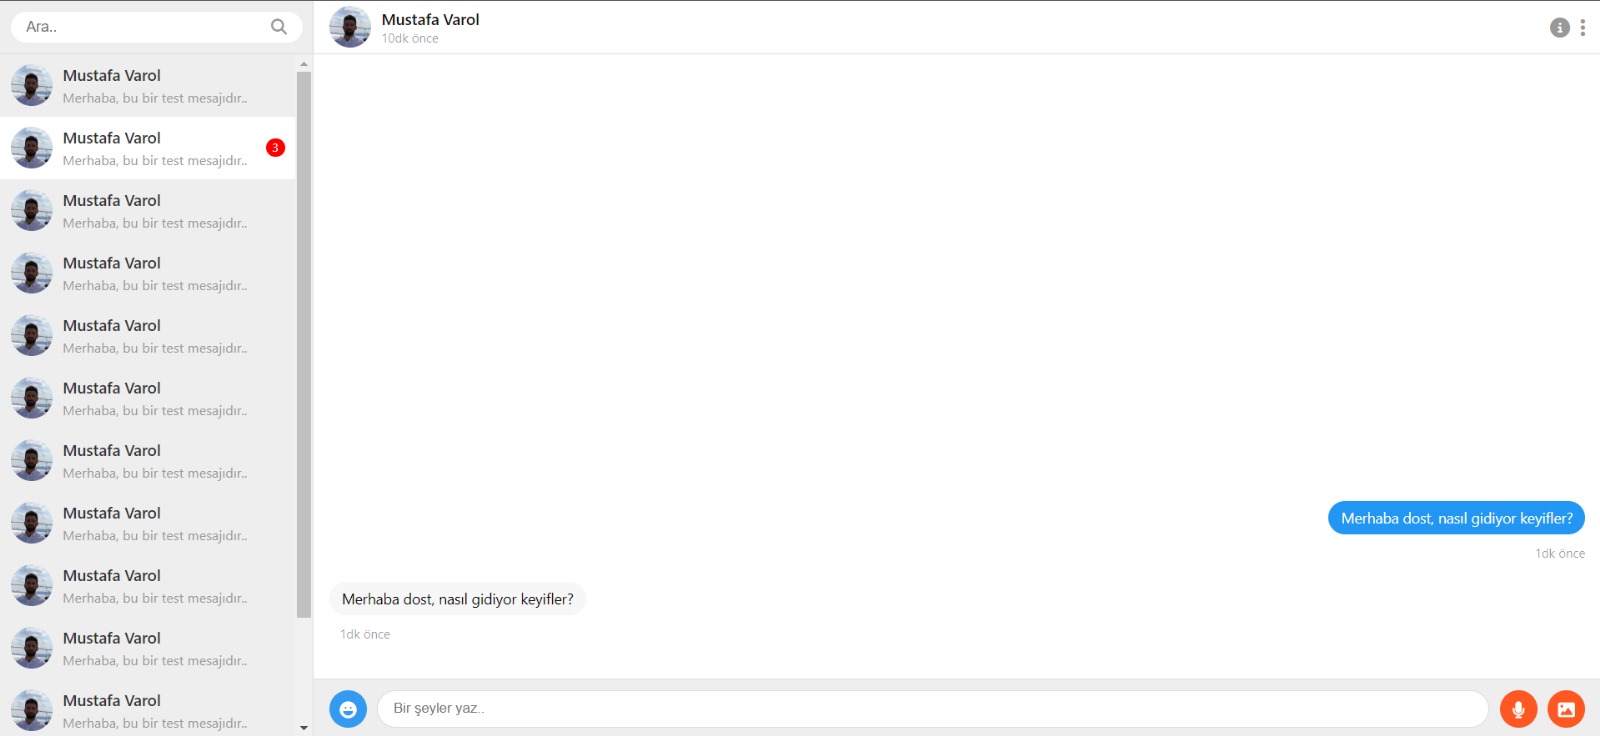 Ara..
Mustafa Varol
Merhaba, bu bir test mesajıdır..
Mustafa Varol
Merhaba, bu bir test mesajıdır..
3
Mustafa Varol
Merhaba, bu bir test mesajıdır..
Mustafa Varol
Merhaba, bu bir test mesajıdır..
Mustafa Varol
Merhaba, bu bir test mesajıdır..
Mustafa Varol
Merhaba, bu bir test mesajıdır..
Mustafa Varol
Merhaba, bu bir test mesajıdır..
Mustafa Varol
Merhaba, bu bir test mesajıdır..
Mustafa Varol
Merhaba, bu bir test mesajıdır..
Mustafa Varol
Merhaba, bu bir test mesajıdır..
Mustafa Varol
Merhaba, bu bir test mesajıdır..
Mustafa Varol
10dk önce
Merhaba dost, nasıl gidiyor keyifler?
1dk önce
Merhaba dost, nasıl gidiyor keyifler?
1dk önce
Bir şeyler yaz..